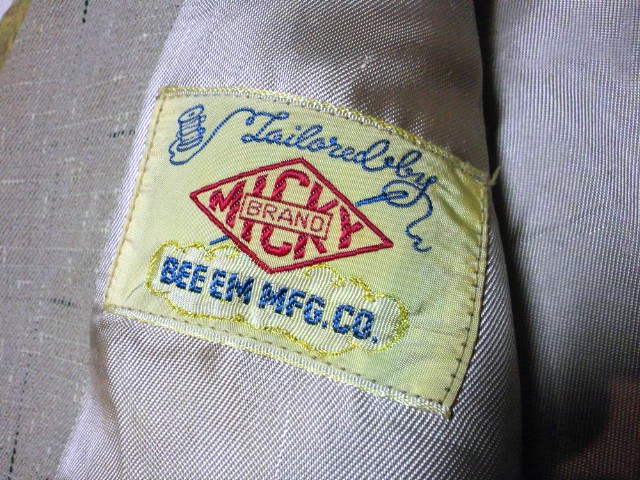 Tailored by
MICKY
BRAND
BEE EM MFG. CO.